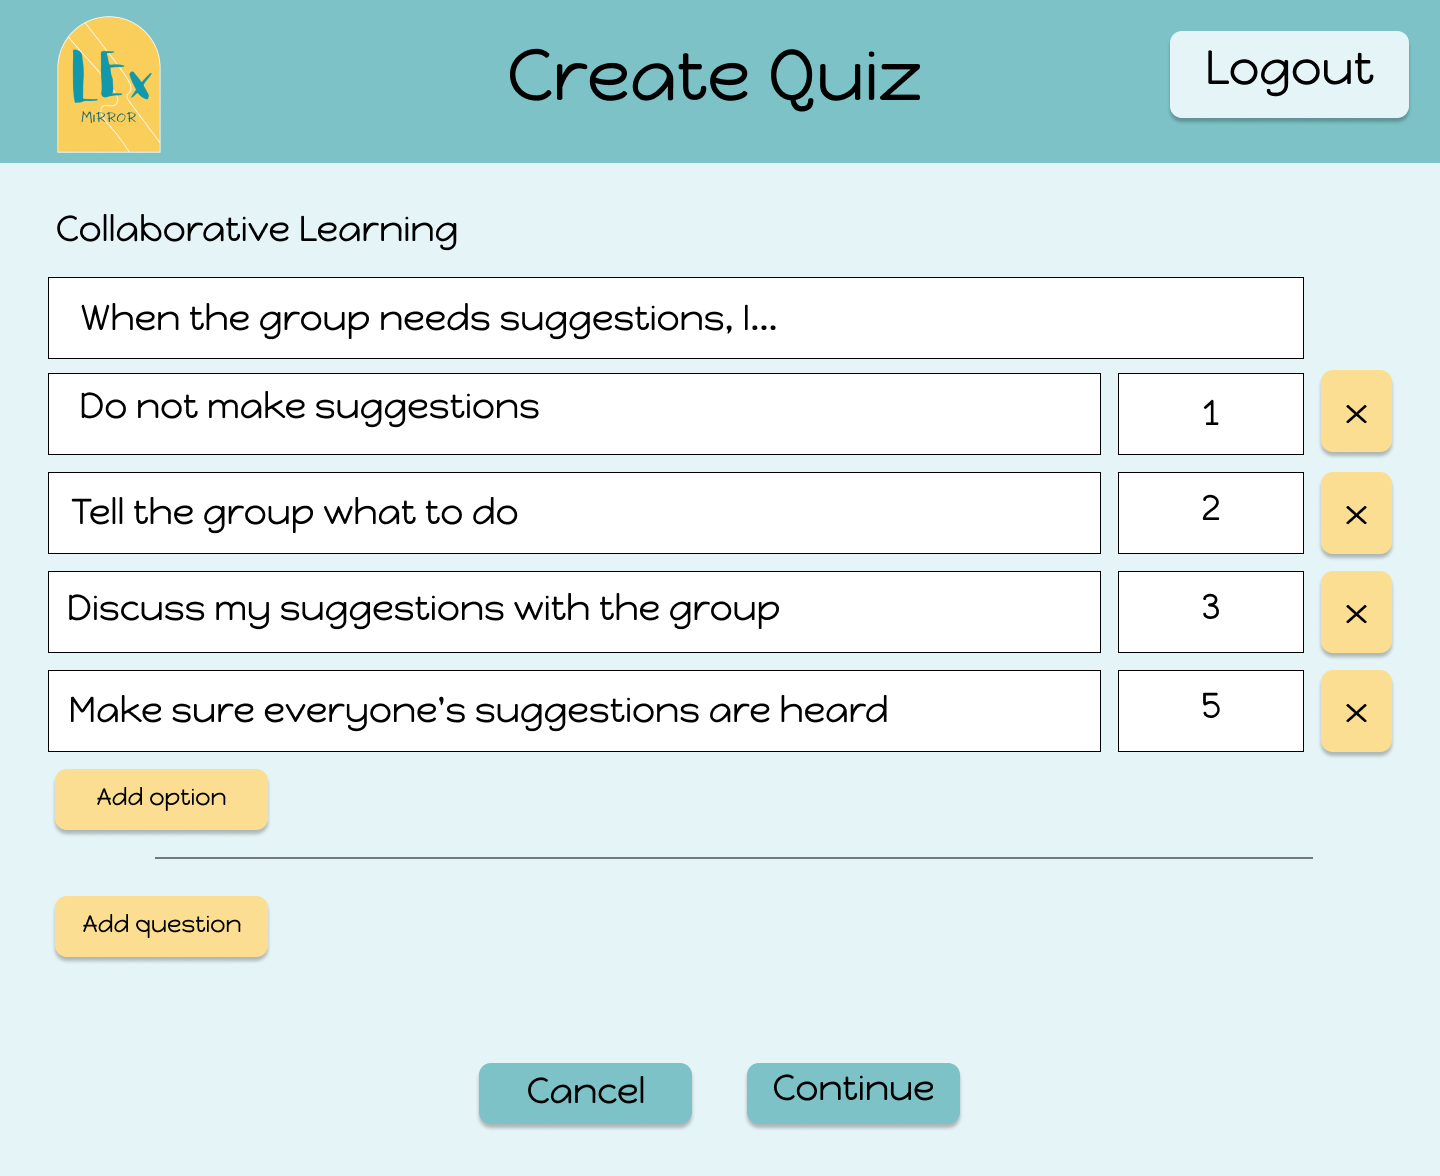 LEx
MIRROR
Create Quiz
Logout
Collaborative Learning
When the group needs suggestions, I...
Do not make suggestions
1
×
Tell the group what to do
2
×
Discuss my suggestions with the group
3
×
Make sure everyone's suggestions are heard
5
×
Add option
Add question
Cancel
Continue